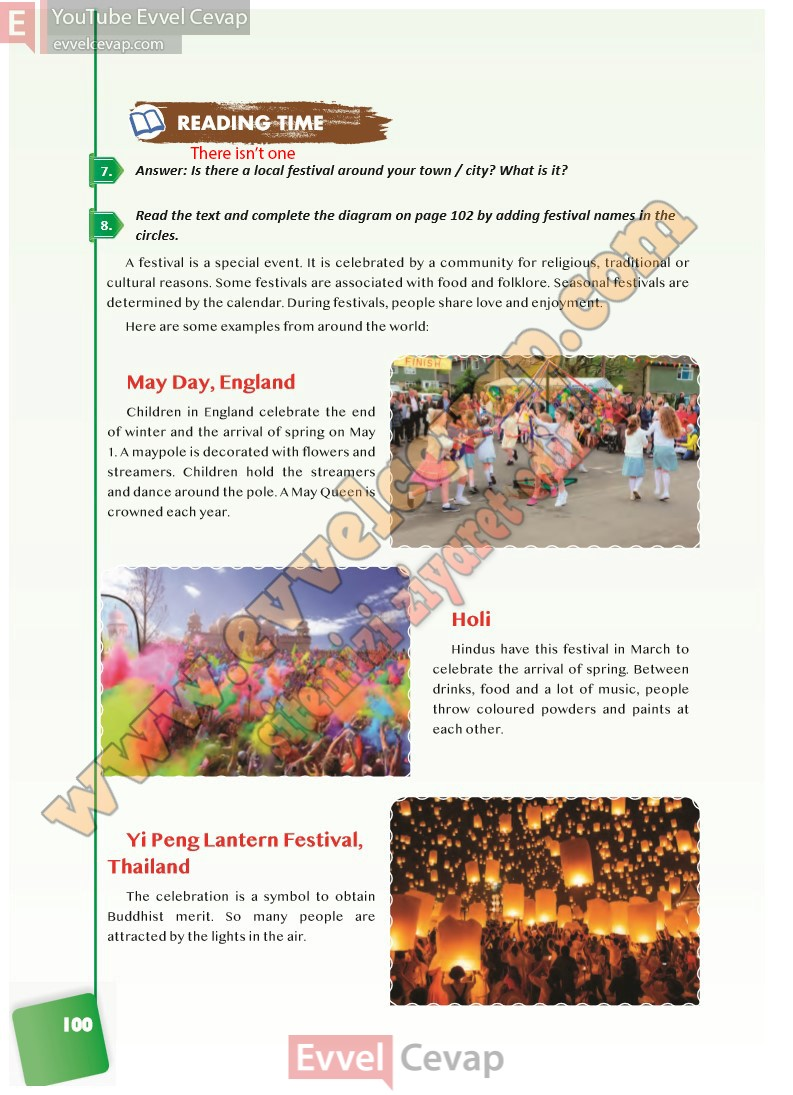 E YouTube Evvel Cevap
evvelcevap.com
READING TIME
There isn't one
7. Answer: Is there a local festival around your town / city? What is it?
8. Read the text and complete the diagram on page 102 by adding festival names in the
circles.
A festival is a special event. It is celebrated by a community for religious, traditional or
cultural reasons. Some festivals are associated with food and folklore. Seasonal festivals are
determined by the calendar. During festivals, people share love and enjoyment.
Here are some examples from around the world:
May Day, England
Children in England celebrate the end
of winter and the arrival of spring on May
1. A maypole is decorated with flowers and
streamers. Children hold the streamers
and dance around the pole. A May Queen is
crowned each year.
FINISH
Holi
Hindus have this festival in March to
celebrate the arrival of spring. Between
drinks, food and a lot of music, people
throw coloured powders and paints at
each other.
Yi Peng Lantern Festival,
Thailand
The celebration is a symbol to obtain
Buddhist merit. So many people are
attracted by the lights in the air.
www.evvelcevap.com
sitemizi ziyaret edin
100
Evvel Cevap